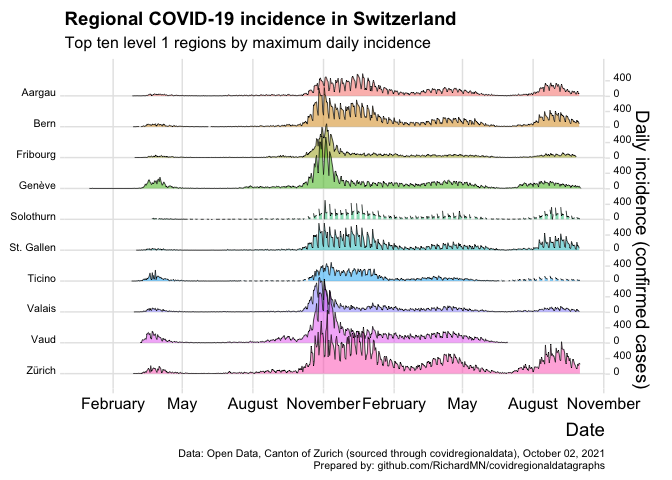 Regional COVID-19 incidence in Switzerland
Top ten level 1 regions by maximum daily incidence
Aargau 400
0
Bern 400
0
Fribourg 400
0
Genève 400
0
Solothurn 400
0
St. Gallen 400
0
Ticino 400
0
Valais 400
0
Vaud 400
0
Zürich 400
0
Daily incidence (confirmed cases)
February May August November February May August November
Date
Data: Open Data, Canton of Zurich (sourced through covidregionaldata), October 02, 2021
Prepared by: github.com/RichardMN/covidregionaldatagraphs